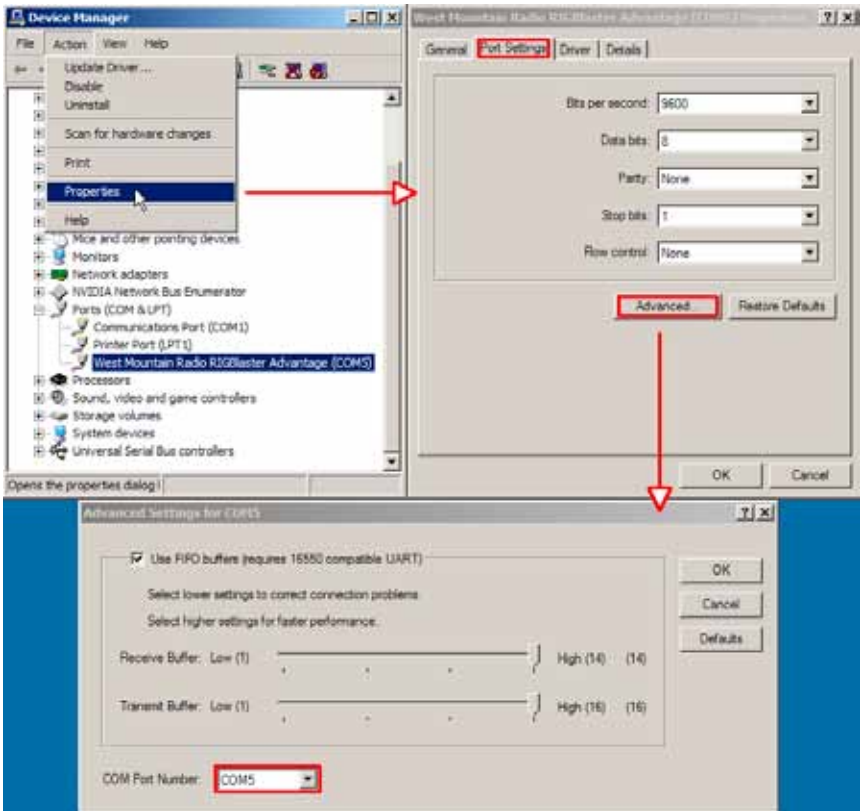 Device Manager
File Action View Help
Update Driver...
Disable
Uninstall
Scan for hardware changes
Print
Properties
Help
Mice and other pointing devices
Monitors
Network adapters
NVIDIA Network Bus Enumerator
Ports (COM & LPT)
Communications Port (COM1)
Printer Port (LPT1)
West Mountain Radio RIGBlaster Advantage (COM5)
Processors
Sound, video and game controllers
Storage volumes
System devices
Universal Serial Bus controllers
Opens the properties dialog
West Mountain Radio RIGBlaster Advantage (COM5)
General Port Settings Driver Details
Bits per second: 9600
Data bits: 8
Parity: None
Stop bits: 1
Flow control: None
Advanced... Restore Defaults
OK Cancel
Advanced Settings for COM5
Use FIFO buffers (requires 16550 compatible UART)
Select lower settings to correct connection problems.
Select higher settings for faster performance.
Receive Buffer: Low (1) High (14) (14)
Transmit Buffer: Low (1) High (16) (16)
COM Port Number: COM5
OK
Cancel
Defaults